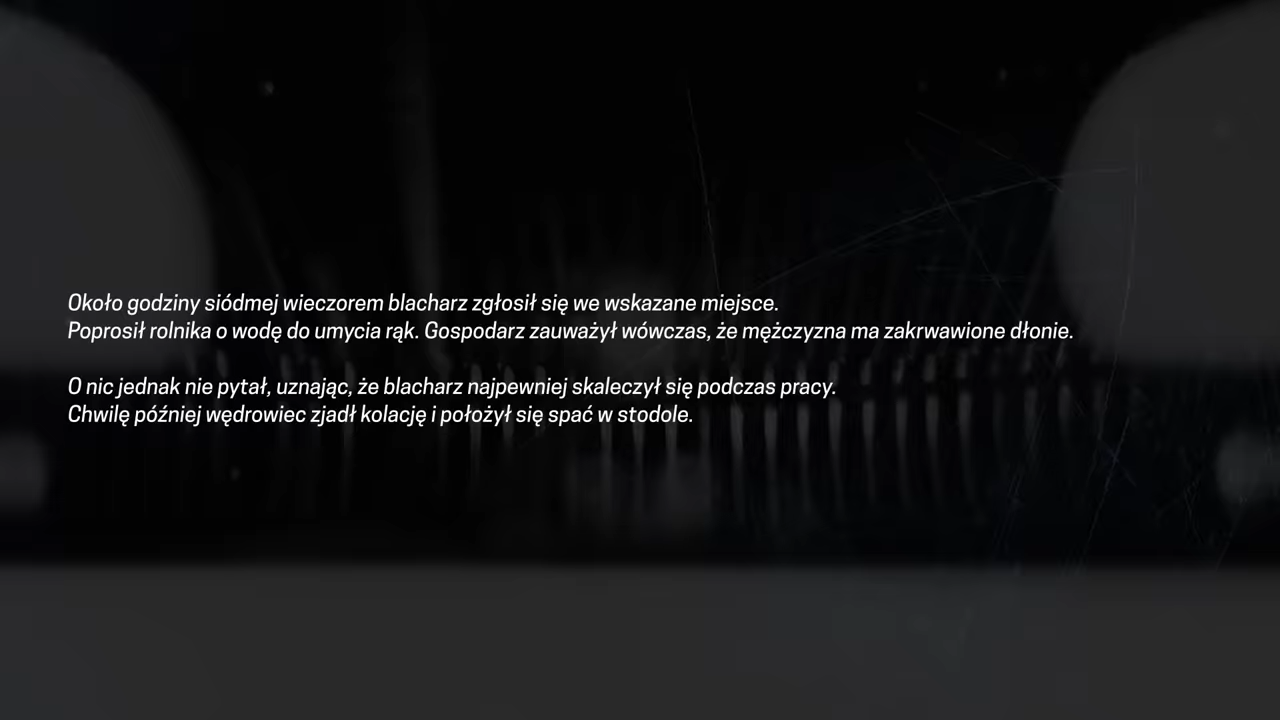 Około godziny siódmej wieczorem blacharz zgłosił się we wskazane miejsce.
Poprosił rolnika o wodę do umycia rąk. Gospodarz zauważył wówczas, że mężczyzna ma zakrwawione dłonie.
O nic jednak nie pytał, uznając, że blacharz najpewniej skaleczył się podczas pracy.
Chwilę później wędrowiec zjadł kolację i położył się spać w stodole.